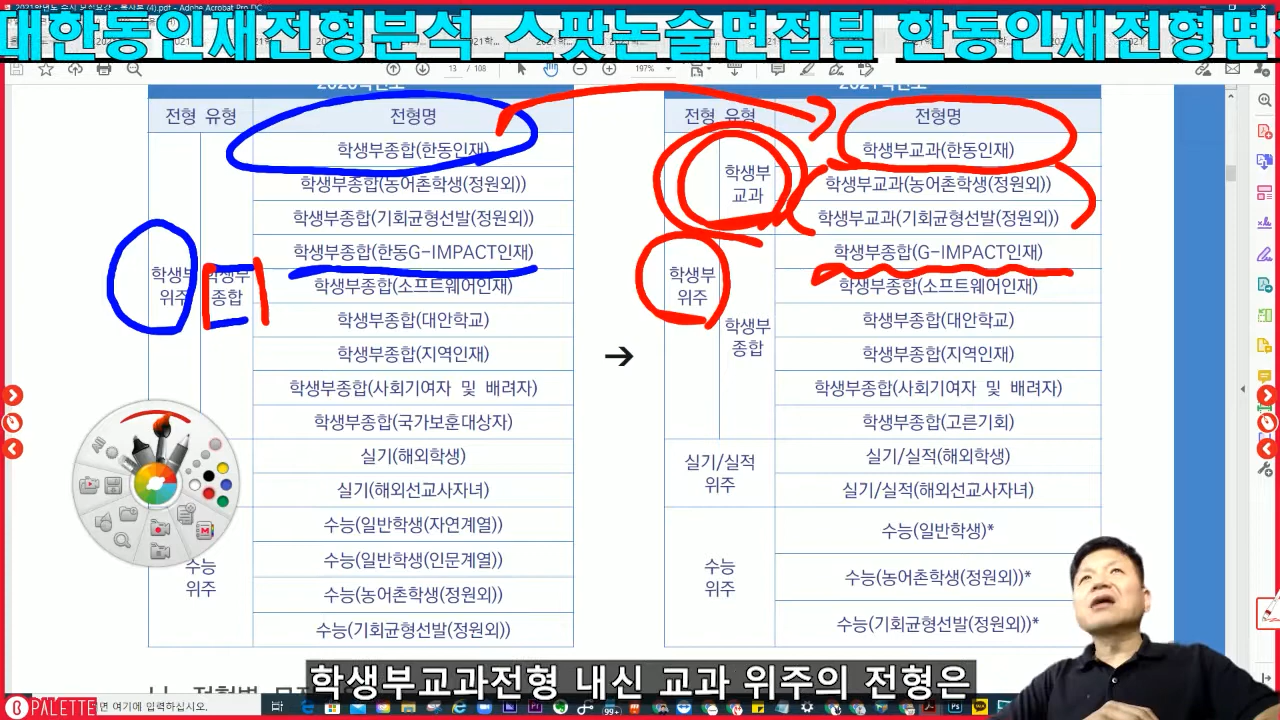 대한동인재전형분석 스팟논술면접팀 한동인재전형면
13 / 108
197%
2021학년도
전형 유형 전형명
학생부종합(한동인재)
학생부종합(농어촌학생(정원외))
학생부종합(기회균형선발(정원외))
학생부종합(한동G-IMPACT인재)
학생부 위주
학생부 종합
학생부종합(소프트웨어인재)
학생부종합(대안학교)
학생부종합(지역인재)
학생부종합(사회기여자 및 배려자)
학생부종합(국가보훈대상자)
실기(해외학생)
실기(해외선교사자녀)
수능(일반학생(자연계열))
수능(일반학생(인문계열))
수능
위주
수능(농어촌학생(정원외))
수능(기회균형선발(정원외))
→
전형 유형 전형명
학생부
교과
학생부교과(한동인재)
학생부교과(농어촌학생(정원외))
학생부교과(기회균형선발(정원외))
학생부
위주
학생부
종합
학생부종합(G-IMPACT인재)
학생부종합(소프트웨어인재)
학생부종합(대안학교)
학생부종합(지역인재)
학생부종합(사회기여자 및 배려자)
학생부종합(고른기회)
실기/실적
위주
실기/실적(해외학생)
실기/실적(해외선교사자녀)
수능
위주
수능(일반학생)*
수능(농어촌학생(정원외))*
수능(기회균형선발(정원외))*
학생부교과전형 내신 교과 위주의 전형은
PALETTE
면 여기에 입력하십시오.